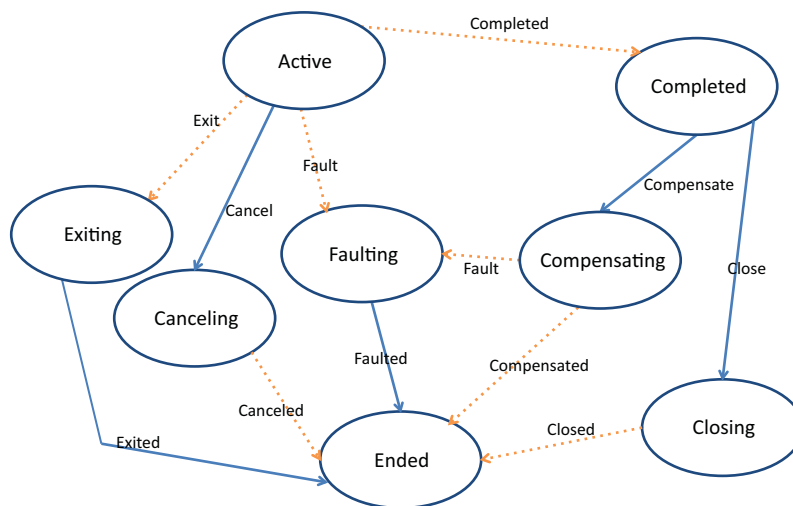 Completed
Active
Completed
Exit
Fault
Compensate
Cancel
Exiting
Faulting
Fault
Compensating
Close
Canceling
Faulted
Compensated
Canceled
Closed
Closing
Exited
Ended